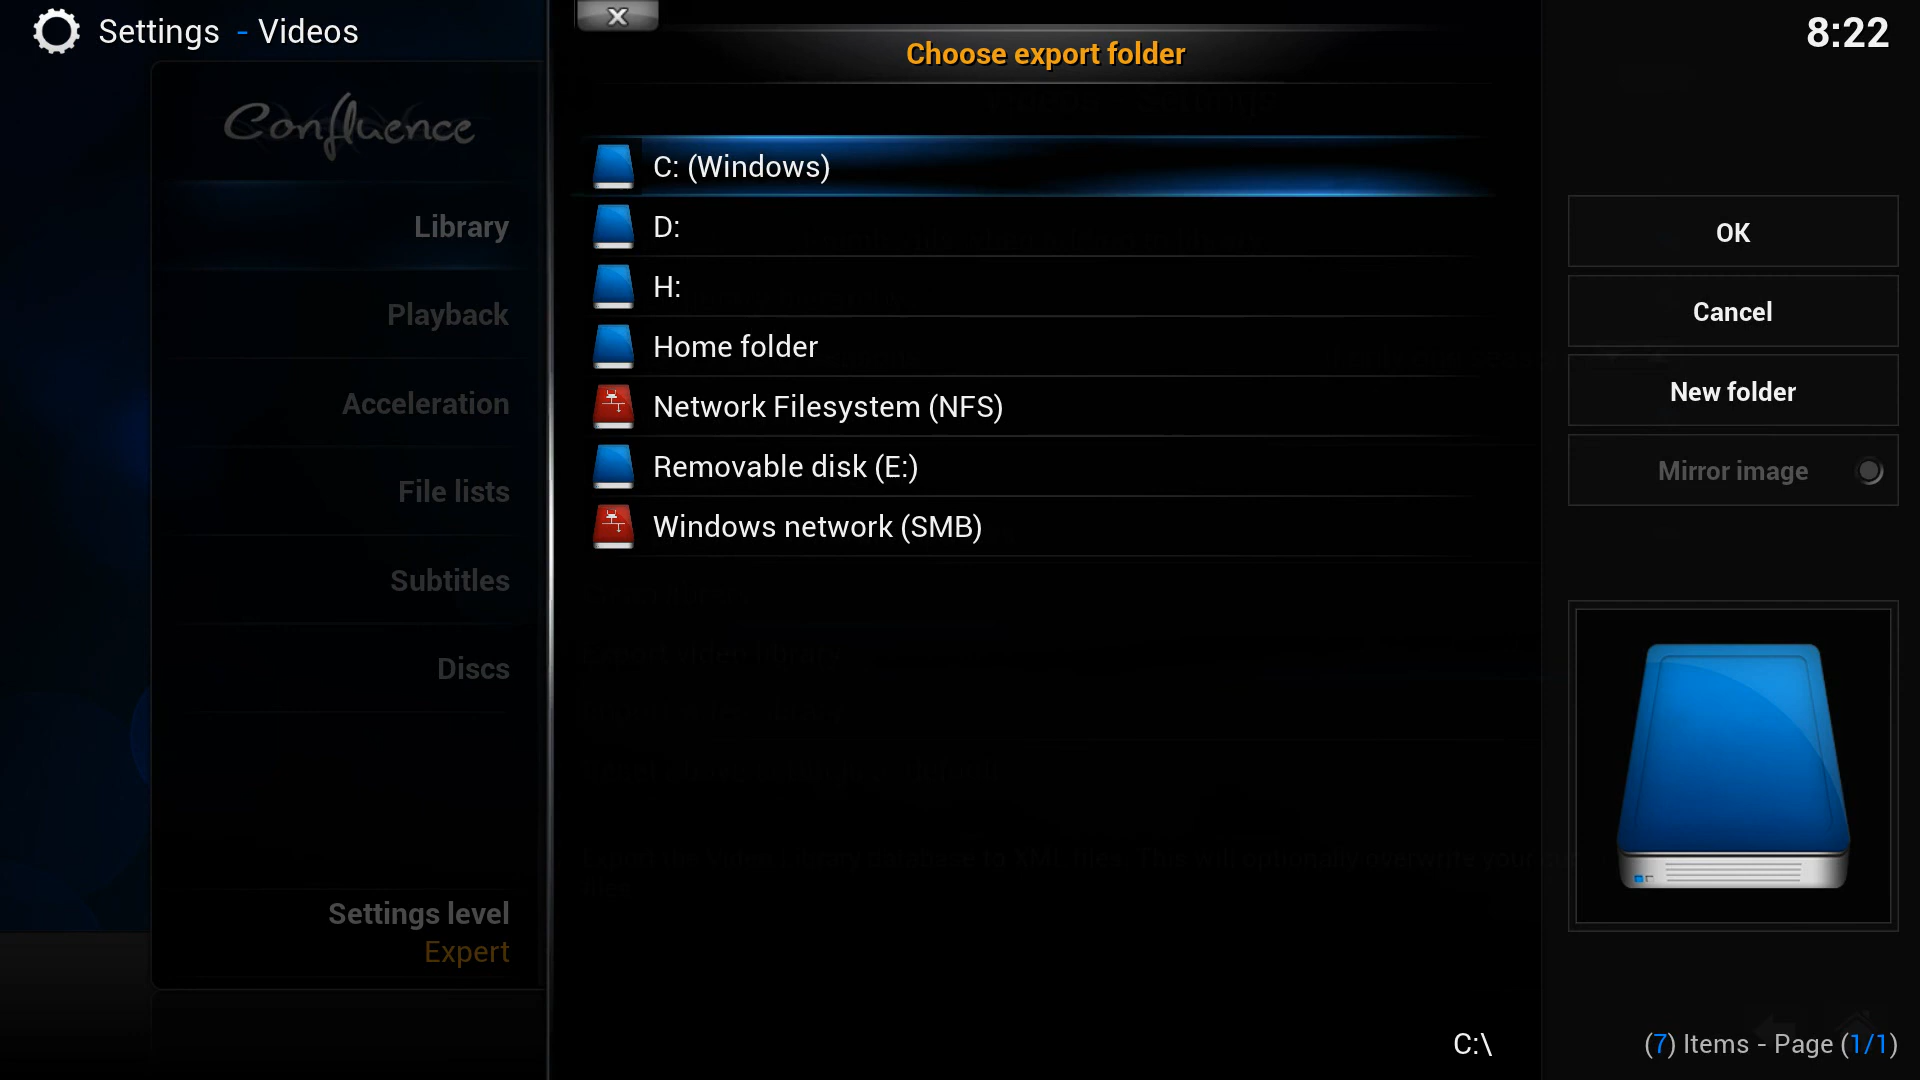 Settings - Videos
Choose export folder
8:22
Confluence
Library
Playback
Acceleration
File lists
Subtitles
Discs
Settings level
Expert
C: (Windows)
D:
H:
Home folder
Network Filesystem (NFS)
Removable disk (E:)
Windows network (SMB)
OK
Cancel
New folder
Mirror image
C:\
(7) Items - Page (1/1)